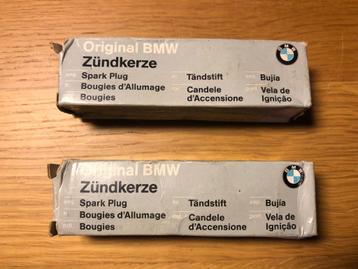 Original BMW
Zündkerze
Spark Plug Tändstift Bujía
Bougies d'Allumage Candele Vela de
Bougies d'Accensione Ignição
Original BMW
Zündkerze
Spark Plug Tändstift Bujía
Bougies d'Allumage Candele Vela de
Bougies d'Accensione Ignição